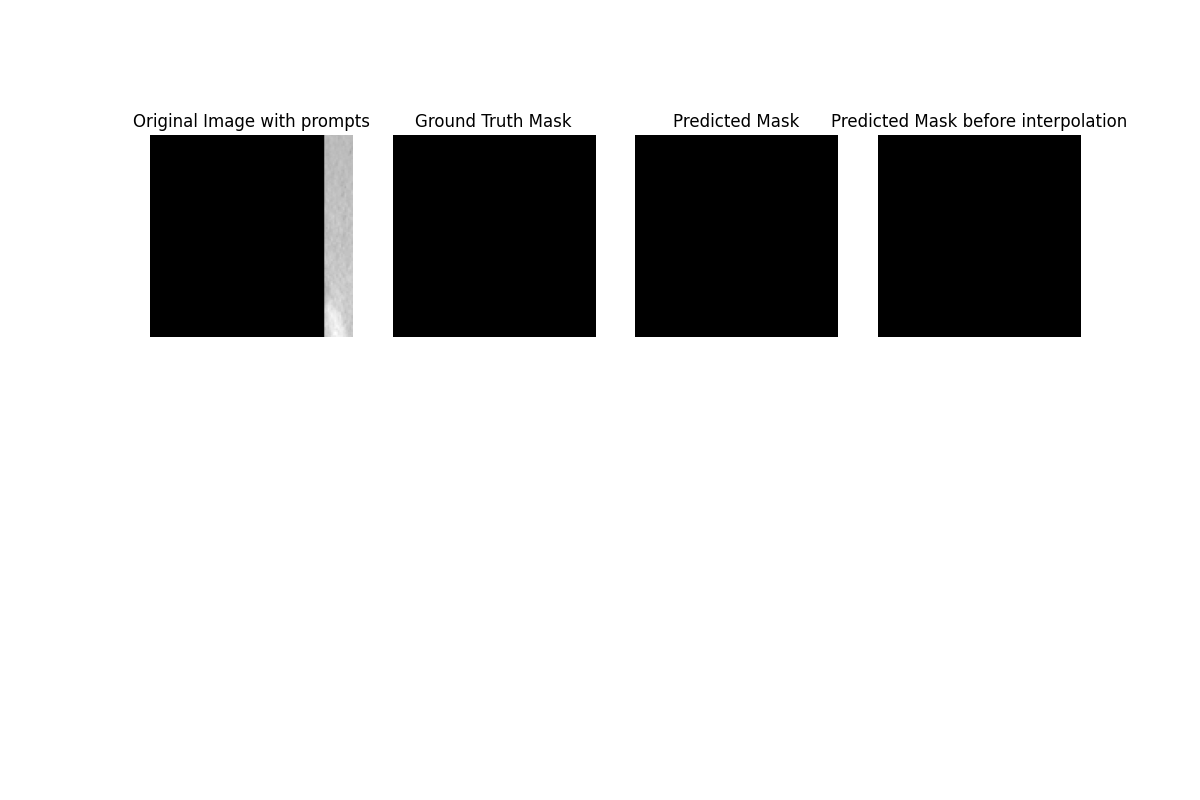 Original Image with prompts
Ground Truth Mask
Predicted Mask
Predicted Mask before interpolation